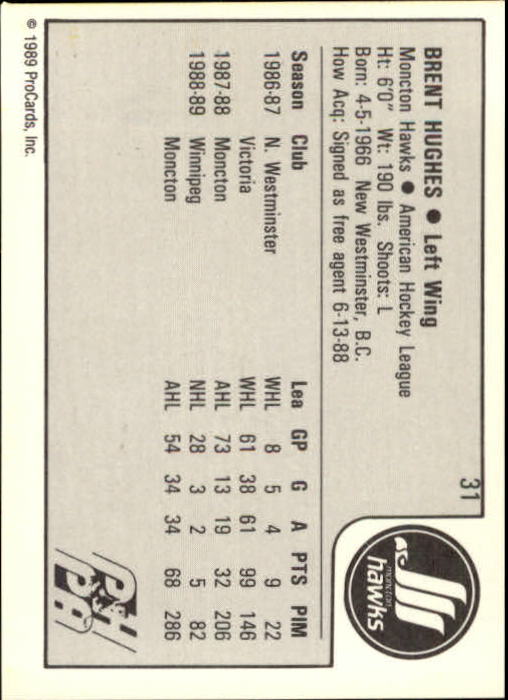 31
BRENT HUGHES ● Left Wing
Moncton Hawks ● American Hockey League
Ht: 6'0" Wt: 190 lbs. Shoots: L
Born: 4-5-1966 New Westminster, B.C.
How Acq: Signed as free agent 6-13-88
moncton
hawks
Season Club Lea GP G A PTS PIM
1986-87 N. Westminster WHL 8 5 4 9 22
Victoria WHL 61 38 61 99 146
1987-88 Moncton AHL 73 13 19 32 206
1988-89 Winnipeg NHL 28 3 2 5 82
Moncton AHL 54 34 34 68 286
© 1989 ProCards, Inc.